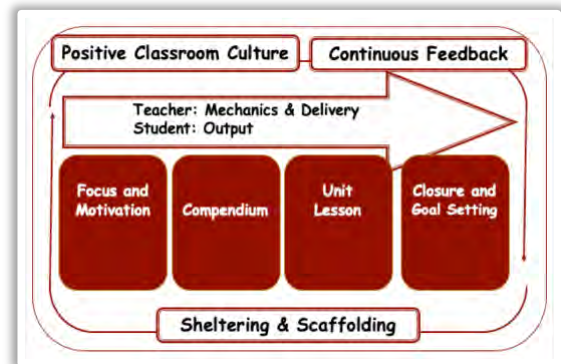 Positive Classroom Culture
Continuous Feedback
Teacher: Mechanics & Delivery
Student: Output
Focus and
Motivation
Compendium
Unit
Lesson
Closure and
Goal Setting
Sheltering & Scaffolding